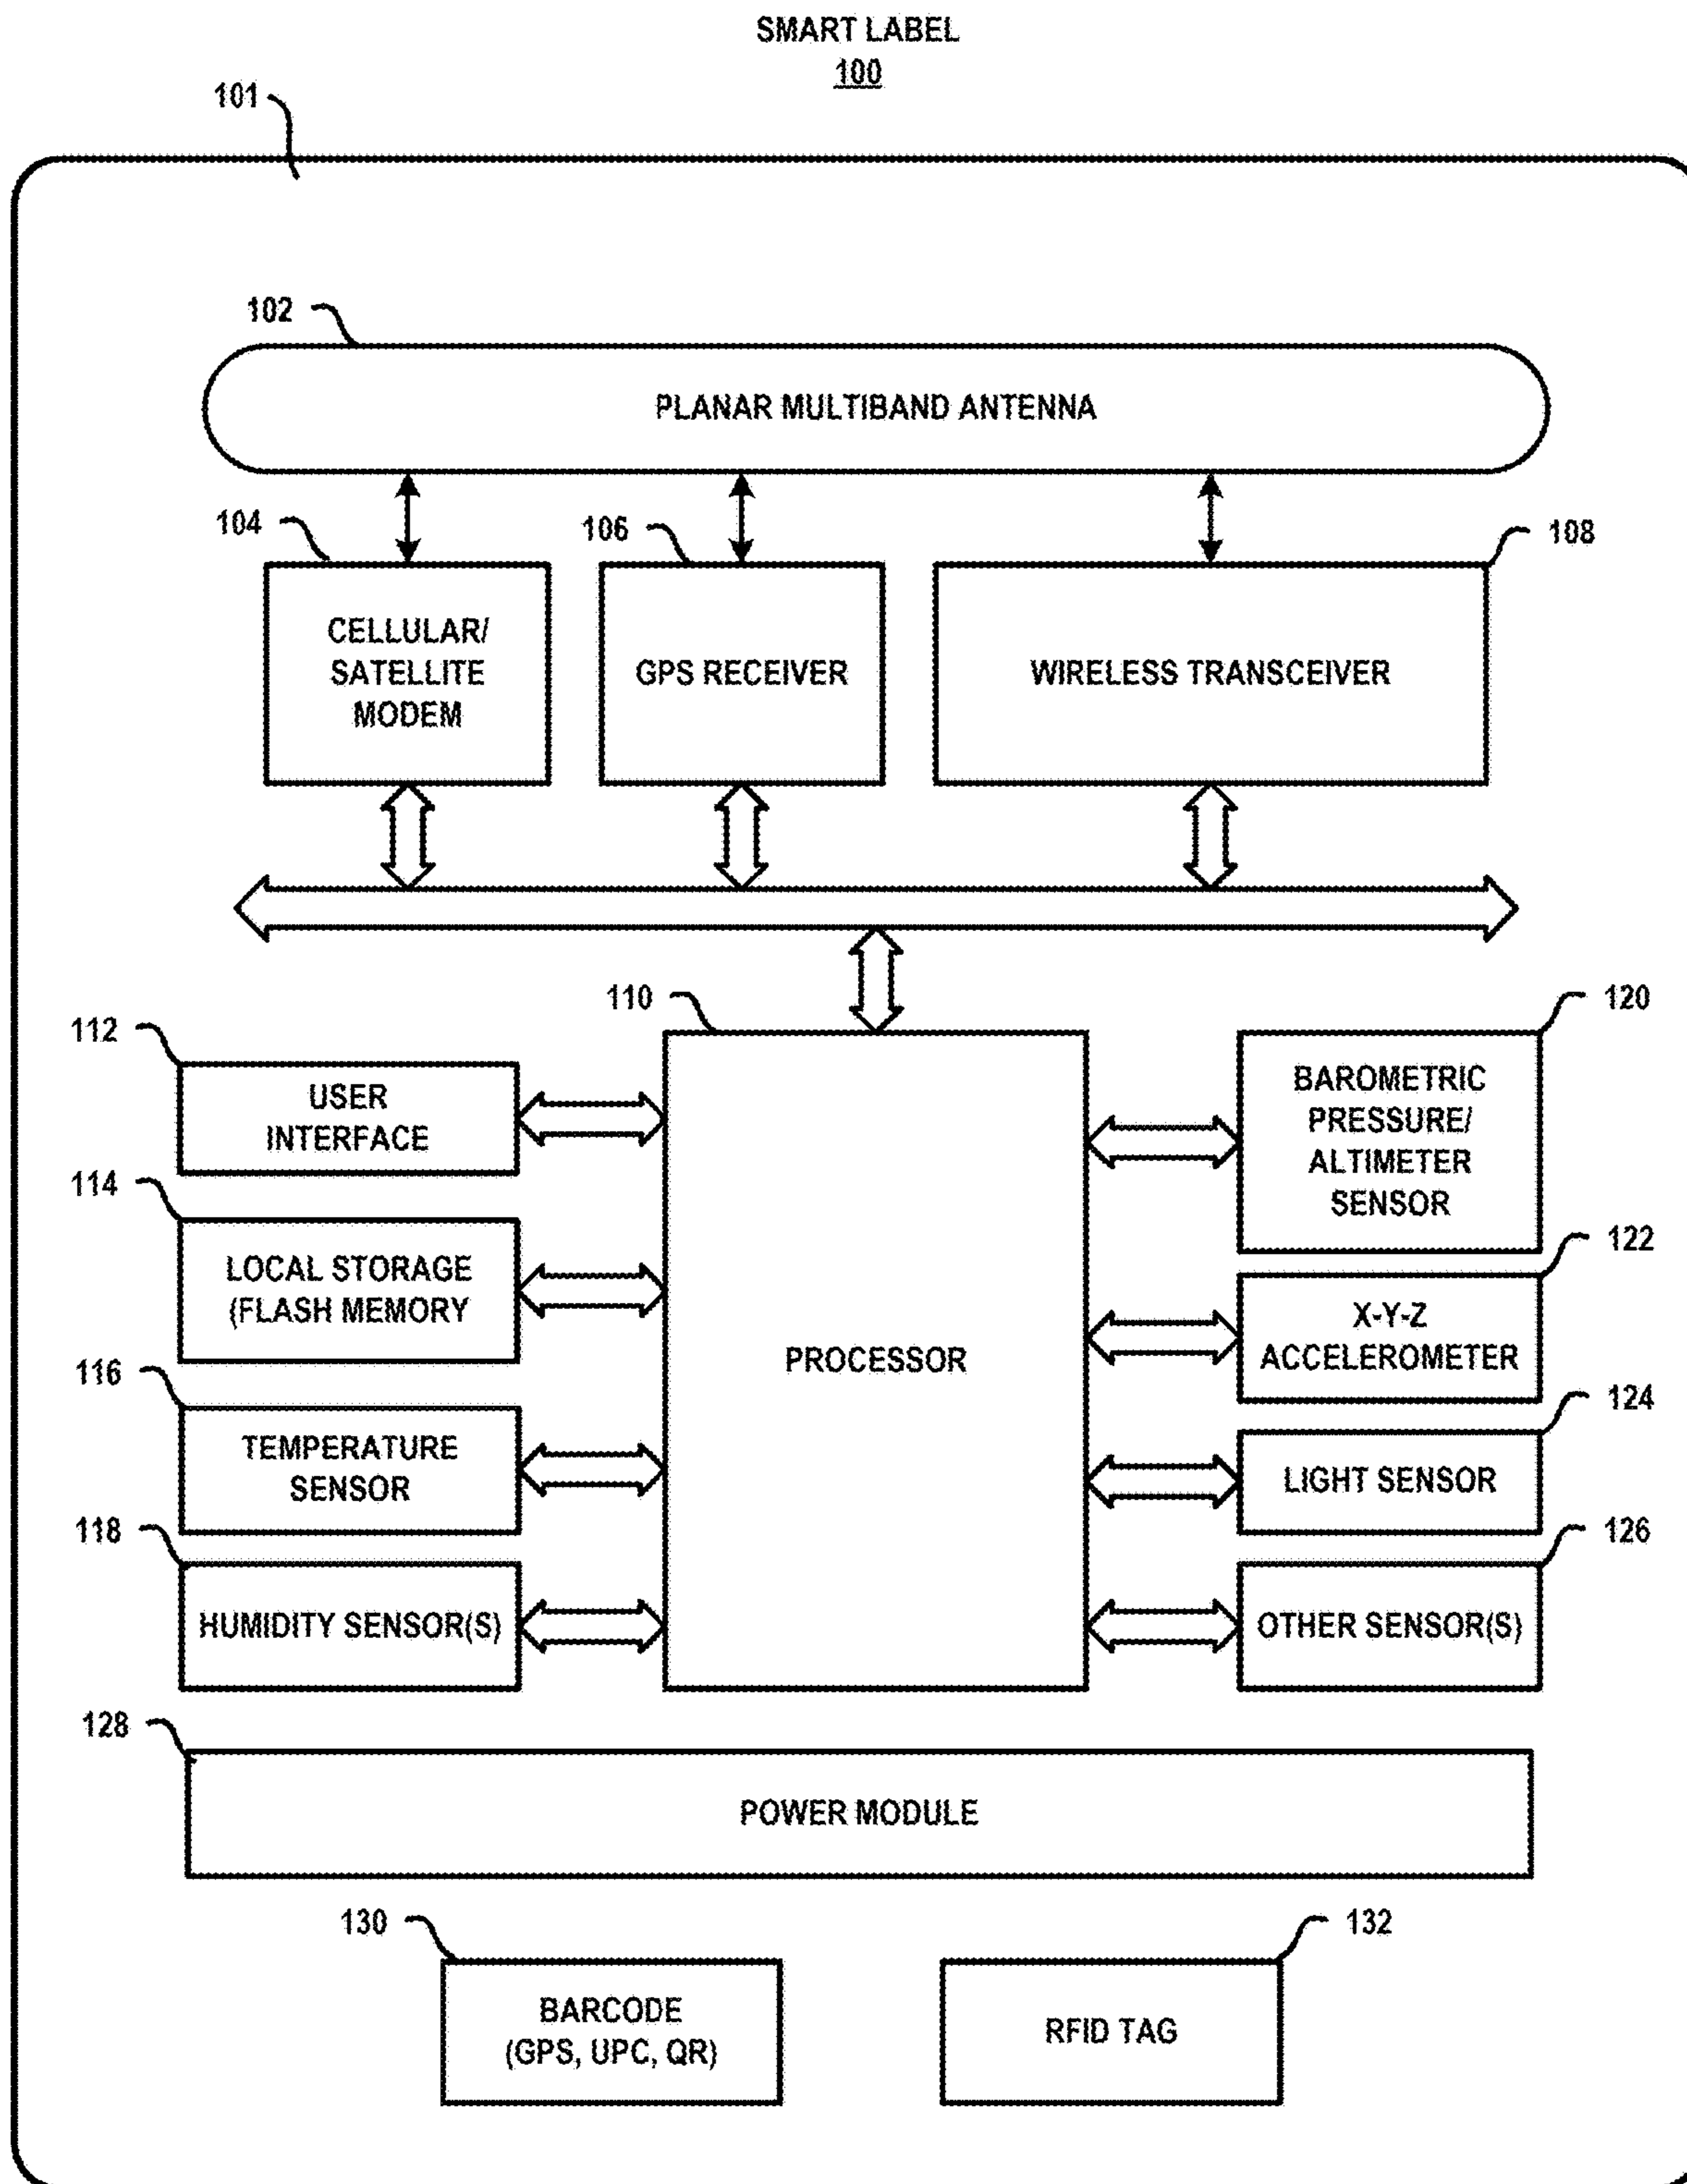 SMART LABEL
100
101
102
PLANAR MULTIBAND ANTENNA
104
106
108
CELLULAR/
SATELLITE
MODEM
GPS RECEIVER
WIRELESS TRANSCEIVER
110
112
USER
INTERFACE
114
LOCAL STORAGE
(FLASH MEMORY
116
TEMPERATURE
SENSOR
118
HUMIDITY SENSOR(S)
PROCESSOR
120
BAROMETRIC
PRESSURE/
ALTIMETER
SENSOR
122
X-Y-Z
ACCELEROMETER
124
LIGHT SENSOR
126
OTHER SENSOR(S)
128
POWER MODULE
130
BARCODE
(GPS, UPC, QR)
132
RFID TAG